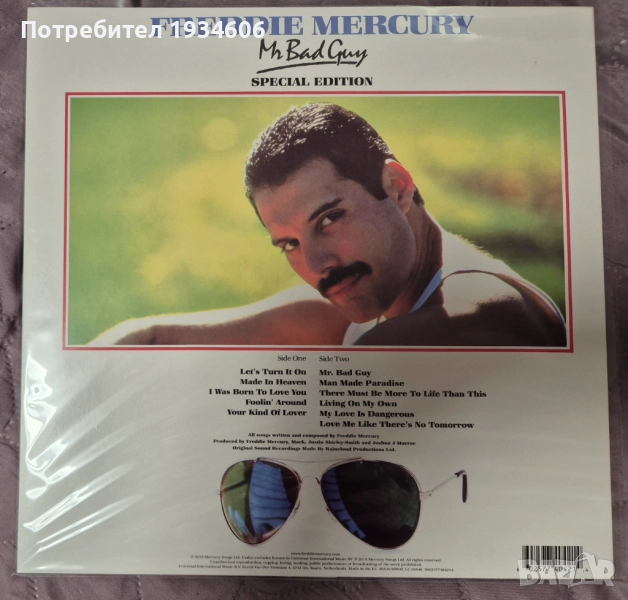 Потребител 1934606
FREDDIE MERCURY
Mr Bad Guy
SPECIAL EDITION
Side One
Let's Turn It On
Made In Heaven
I Was Born To Love You
Foolin' Around
Your Kind Of Lover
Side Two
Mr. Bad Guy
Man Made Paradise
There Must Be More To Life Than This
Living On My Own
My Love Is Dangerous
Love Me Like There's No Tomorrow
All songs written and composed by Freddie Mercury
Produced by Freddie Mercury, Mack, Justin Shirley-Smith and Joshua J Macrae
Original Sound Recordings Made By Raincloud Productions Ltd.
www.freddiemercury.com
bazar